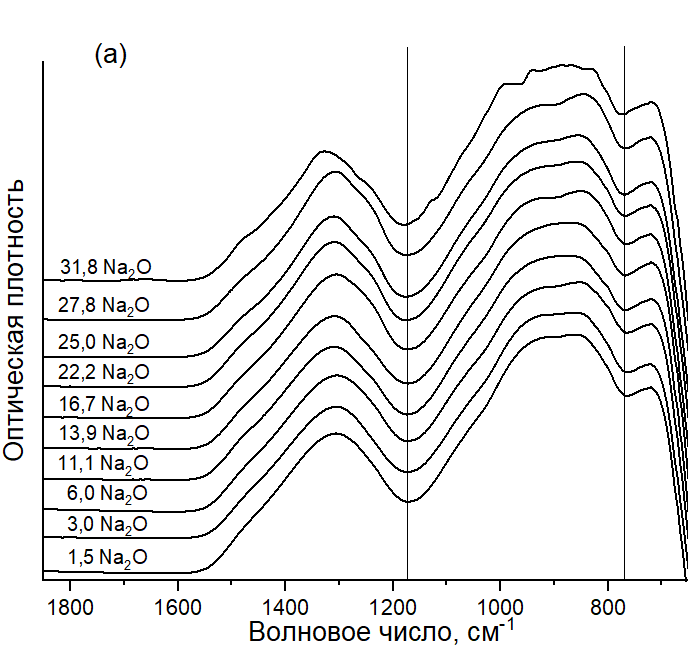 (а)
Оптическая плотность
31,8 Na₂O
27,8 Na₂O
25,0 Na₂O
22,2 Na₂O
16,7 Na₂O
13,9 Na₂O
11,1 Na₂O
6,0 Na₂O
3,0 Na₂O
1,5 Na₂O
1800 1600 1400 1200 1000 800
Волновое число, см⁻¹